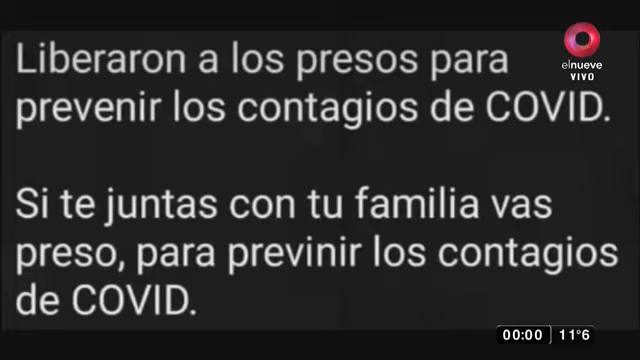 elnueve
VIVO
Liberaron a los presos para
prevenir los contagios de COVID.
Si te juntas con tu familia vas
preso, para previnir los contagios
de COVID.
00:00 11°6